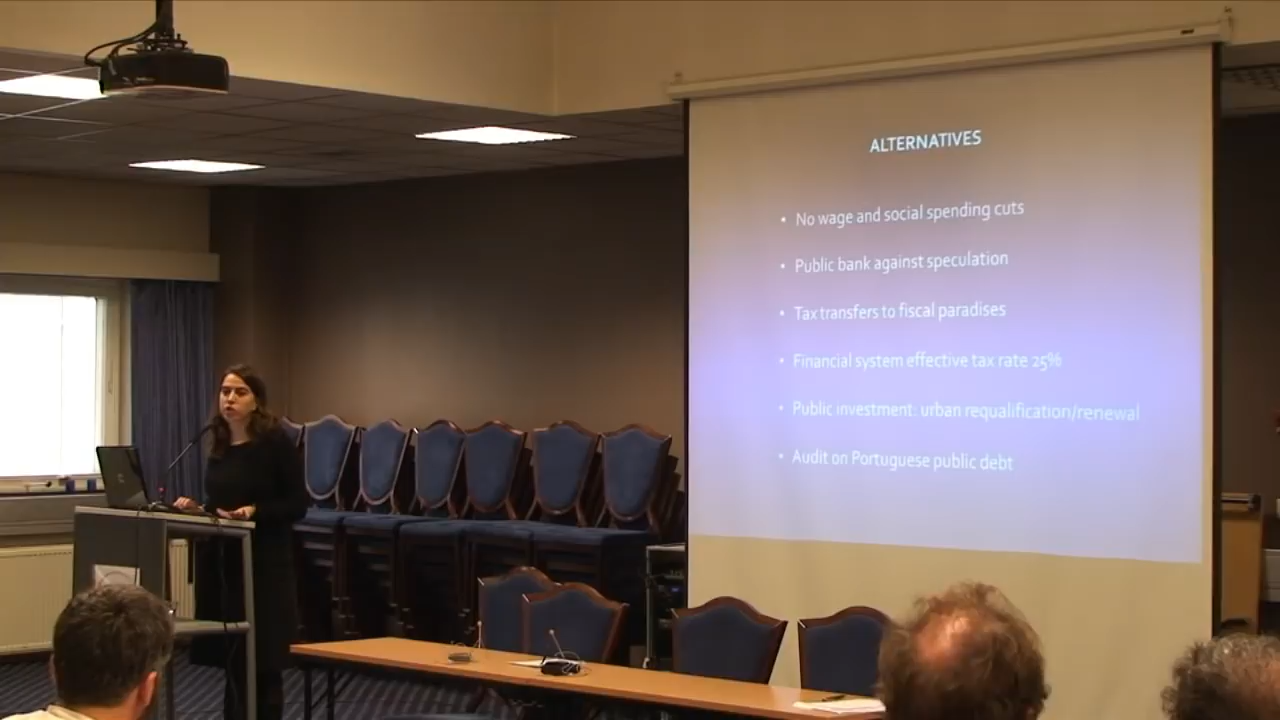 ALTERNATIVES
• No wage and social spending cuts
• Public bank against speculation
• Tax transfers to fiscal paradises
• Financial system effective tax rate 25%
• Public investment: urban requalification/renewal
• Audit on Portuguese public debt